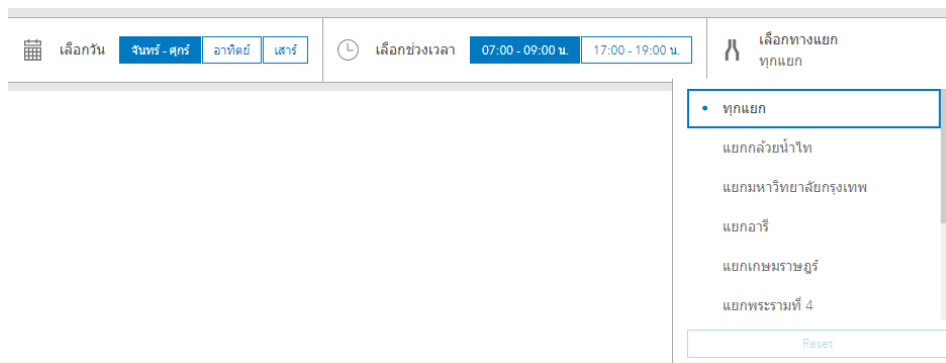 เลือกวัน จันทร์ - ศุกร์ อาทิตย์ เสาร์ เลือกช่วงเวลา 07:00 - 09:00 น. 17:00 - 19:00 น. เลือกทางแยก
ทุกแยก
ทุกแยก
แยกกล้วยน้ำไท
แยกมหาวิทยาลัยกรุงเทพ
แยกอารี
แยกเกษมราษฎร์
แยกพระรามที่ 4
Reset